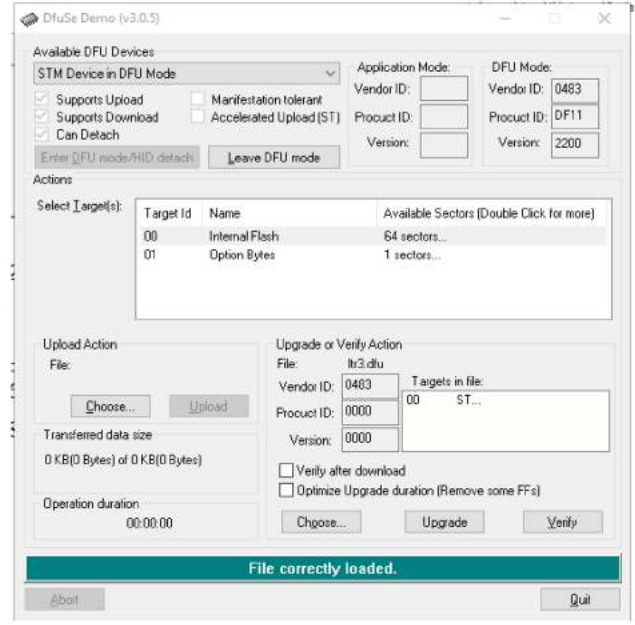 DfuSe Demo (v3.0.5)
Available DFU Devices
STM Device in DFU Mode
Supports Upload
Manifestation tolerant
Supports Download
Accelerated Upload (ST)
Can Detach
Enter DFU mode/HID detach
Leave DFU mode
Application Mode:
Vendor ID:
Procuct ID:
Version:
DFU Mode:
Vendor ID: 0483
Procuct ID: DF11
Version: 2200
Actions
Select Target(s):
Target Id Name Available Sectors (Double Click for more)
00 Internal Flash 64 sectors...
01 Option Bytes 1 sectors...
Upload Action
File:
Choose... Upload
Transferred data size
0 KB(0 Bytes) of 0 KB(0 Bytes)
Operation duration
00:00:00
Upgrade or Verify Action
File: ltr3.dfu
Vendor ID: 0483
Procuct ID: 0000
Version: 0000
Targets in file:
00 ST...
Verify after download
Optimize Upgrade duration (Remove some FFs)
Choose... Upgrade Verify
File correctly loaded.
Abort Quit